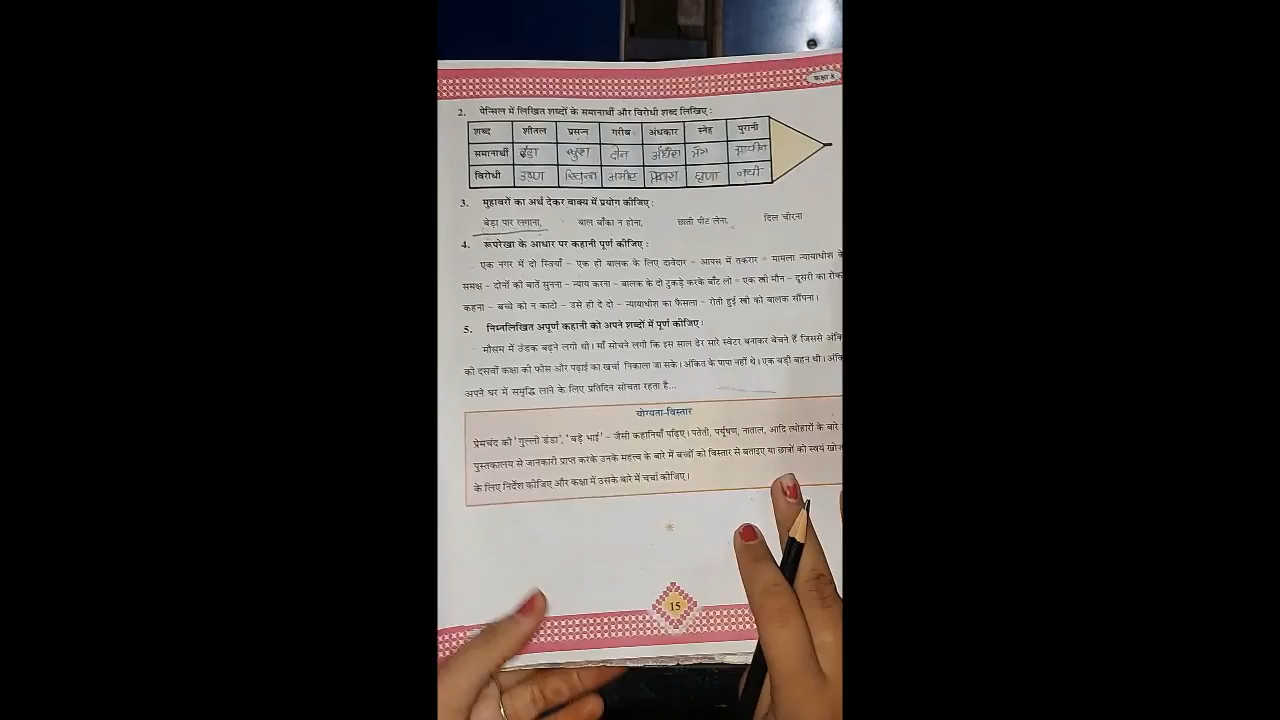 कक्षा 8
2. पेन्सिल में लिखित शब्दों के समानार्थी और विरोधी शब्द लिखिए :
शब्द शीतल प्रसन्न गरीब अंधकार स्नेह पुरानी
समानार्थी ठंडा खुश दीन अँधेरा प्रेम प्राचीन
विरोधी उष्ण खिन्न अमीर प्रकाश घृणा नयी
3. मुहावरों का अर्थ देकर वाक्य में प्रयोग कीजिए :
बेड़ा पार लगाना, बाल बाँका न होना, छाती पीट लेना, दिल चोरना
4. रूपरेखा के आधार पर कहानी पूर्ण कीजिए :
एक नगर में दो स्त्रियाँ – एक ही बालक के लिए दावेदार – आपस में तकरार – मामला न्यायाधीश के
समक्ष – दोनों की बातें सुनना – न्याय करना – बालक के दो टुकड़े करके बाँट लो – एक स्त्री मौन – दूसरी का रोक
कहना – बच्चे को न काटो – उसे ही दे दो – न्यायाधीश का फैसला – रोती हुई स्त्री को बालक सौंपना।
5. निम्नलिखित अपूर्ण कहानी को अपने शब्दों में पूर्ण कीजिए :
मौसम में ठंडक बढ़ने लगी थी। माँ सोचने लगी कि इस साल ढेर सारे स्वेटर बनाकर बेचने हैं जिससे अंकि
की दसवीं कक्षा की फीस और पढ़ाई का खर्चा निकाला जा सके। अंकित के पापा नहीं थे। एक बड़ी बहन थी। अंकि
अपने घर में समृद्धि लाने के लिए प्रतिदिन सोचता रहता है...
योग्यता-विस्तार
प्रेमचंद की 'गुल्ली डंडा', 'बड़े भाई' – जैसी कहानियाँ पढ़िए। पतेती, पर्यूषण, नाताल, आदि त्योहारों के बारे
पुस्तकालय से जानकारी प्राप्त करके उनके महत्त्व के बारे में बच्चों को विस्तार से बताइए या छात्रों को स्वयं खोज
के लिए निर्देश कीजिए और कक्षा में उसके बारे में चर्चा कीजिए।
15